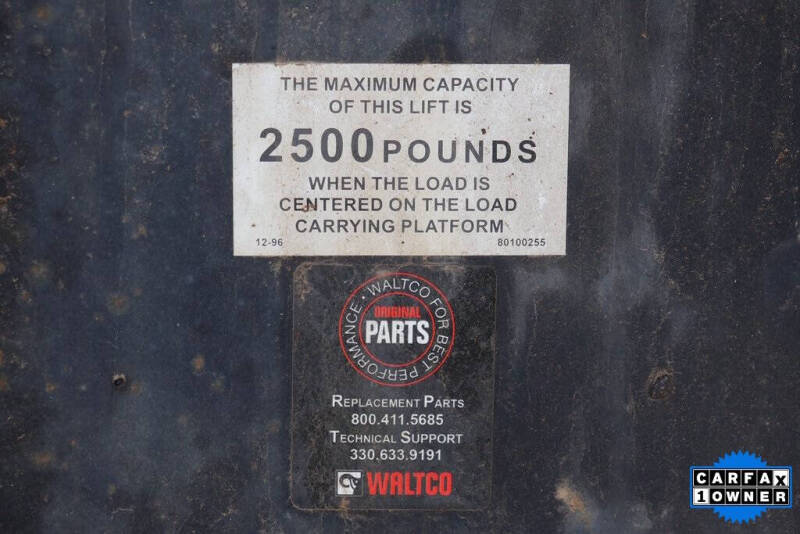 THE MAXIMUM CAPACITY
OF THIS LIFT IS
2500 POUNDS
WHEN THE LOAD IS
CENTERED ON THE LOAD
CARRYING PLATFORM
12-96 80100255
· WALTCO FOR BEST PERFORMANCE
ORIGINAL
PARTS
REPLACEMENT PARTS
800.411.5685
TECHNICAL SUPPORT
330.633.9191
WALTCO
CARFAX
1 OWNER